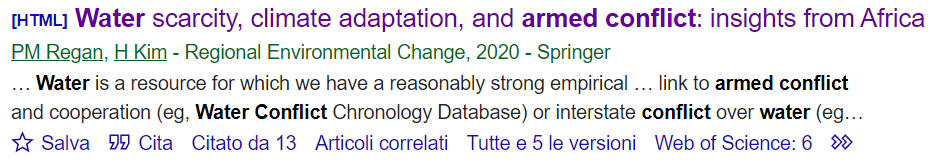 [HTML] Water scarcity, climate adaptation, and armed conflict: insights from Africa
PM Regan, H Kim - Regional Environmental Change, 2020 - Springer
… Water is a resource for which we have a reasonably strong empirical … link to armed conflict
and cooperation (eg, Water Conflict Chronology Database) or interstate conflict over water (eg…
Salva Cita Citato da 13 Articoli correlati Tutte e 5 le versioni Web of Science: 6